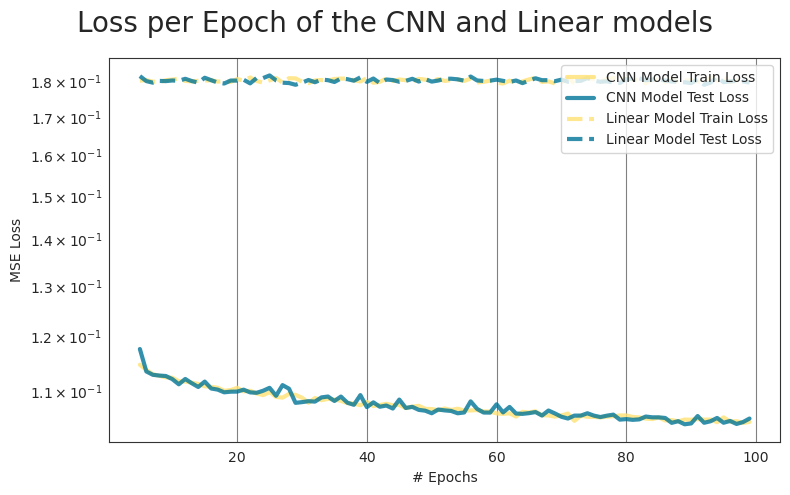 Loss per Epoch of the CNN and Linear models
CNN Model Train Loss
CNN Model Test Loss
Linear Model Train Loss
Linear Model Test Loss
MSE Loss
1.8 × 10⁻¹
1.7 × 10⁻¹
1.6 × 10⁻¹
1.5 × 10⁻¹
1.4 × 10⁻¹
1.3 × 10⁻¹
1.2 × 10⁻¹
1.1 × 10⁻¹
20 40 60 80 100
# Epochs